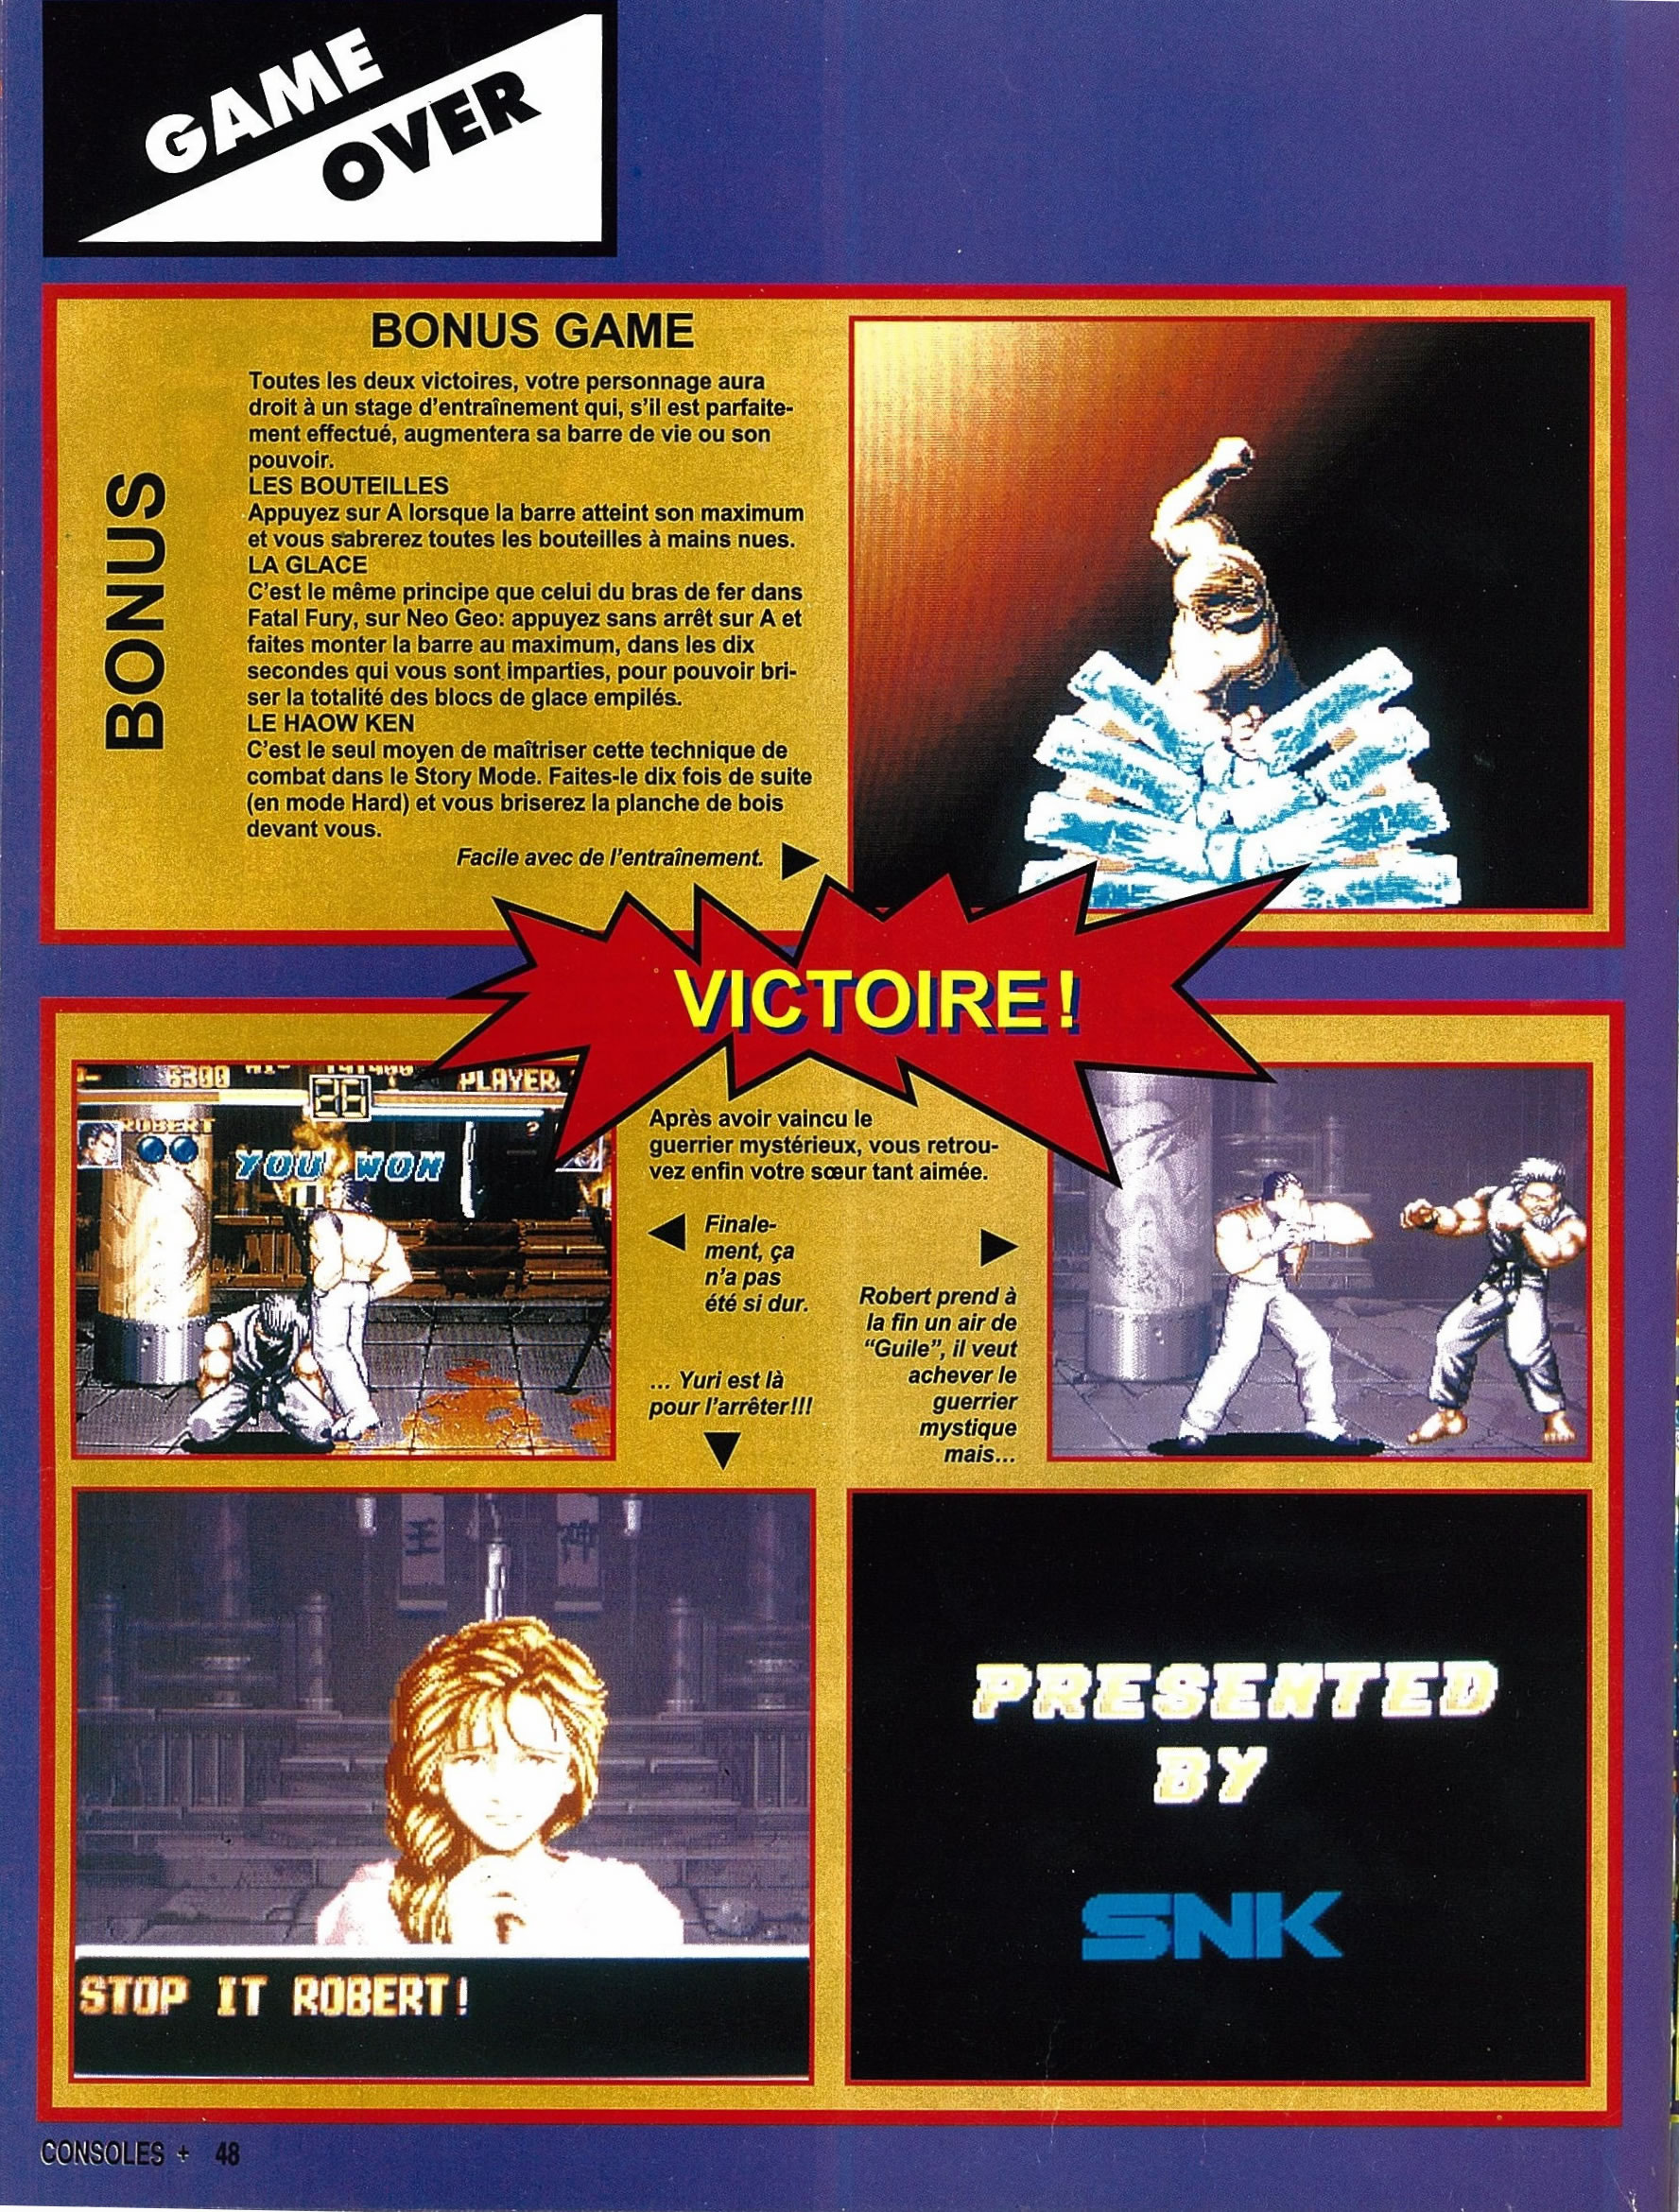 GAME
OVER
BONUS GAME
Toutes les deux victoires, votre personnage aura
droit à un stage d'entraînement qui, s'il est parfaite-
ment effectué, augmentera sa barre de vie ou son
pouvoir.
LES BOUTEILLES
Appuyez sur A lorsque la barre atteint son maximum
et vous sabrerez toutes les bouteilles à mains nues.
LA GLACE
C'est le même principe que celui du bras de fer dans
Fatal Fury, sur Neo Geo: appuyez sans arrêt sur A et
faites monter la barre au maximum, dans les dix
secondes qui vous sont imparties, pour pouvoir bri-
ser la totalité des blocs de glace empilés.
LE HAOW KEN
C'est le seul moyen de maîtriser cette technique de
combat dans le Story Mode. Faites-le dix fois de suite
(en mode Hard) et vous briserez la planche de bois
devant vous.
Facile avec de l'entraînement.
BONUS
VICTOIRE!
6300
PLAYER
26
ROBERT
?
YOU WON
Après avoir vaincu le
guerrier mystérieux, vous retrou-
vez enfin votre sœur tant aimée.
Finale-
ment, ça
n'a pas
été si dur.
Robert prend à
la fin un air de
“Guile”, il veut
achever le
guerrier
mystique
mais...
... Yuri est là
pour l'arrêter!!!
王
神
STOP IT ROBERT!
PRESENTED
BY
SNK
CONSOLES + 48